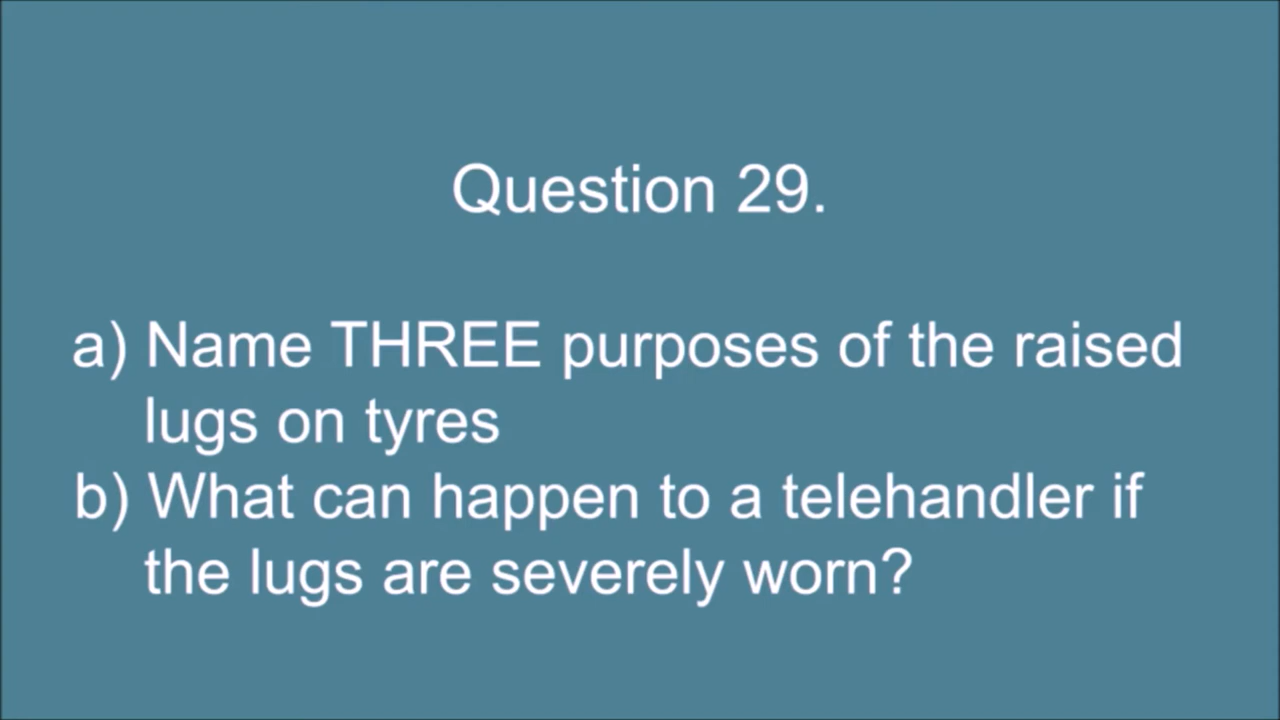 Question 29.
a) Name THREE purposes of the raised
lugs on tyres
b) What can happen to a telehandler if
the lugs are severely worn?